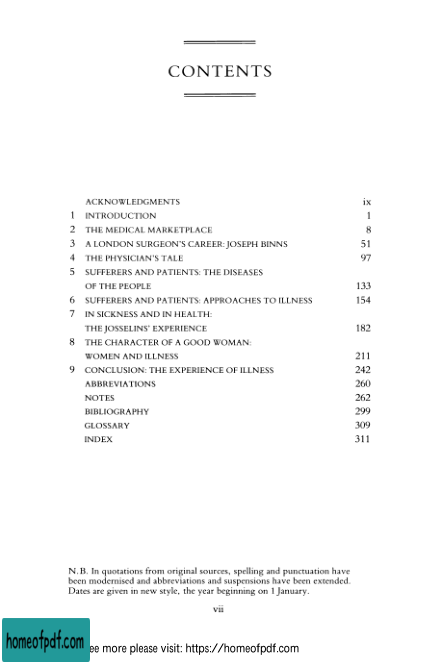 CONTENTS
ACKNOWLEDGMENTS ix
1 INTRODUCTION 1
2 THE MEDICAL MARKETPLACE 8
3 A LONDON SURGEON'S CAREER: JOSEPH BINNS 51
4 THE PHYSICIAN'S TALE 97
5 SUFFERERS AND PATIENTS: THE DISEASES
OF THE PEOPLE 133
6 SUFFERERS AND PATIENTS: APPROACHES TO ILLNESS 154
7 IN SICKNESS AND IN HEALTH:
THE JOSSELINS' EXPERIENCE 182
8 THE CHARACTER OF A GOOD WOMAN:
WOMEN AND ILLNESS 211
9 CONCLUSION: THE EXPERIENCE OF ILLNESS 242
ABBREVIATIONS 260
NOTES 262
BIBLIOGRAPHY 299
GLOSSARY 309
INDEX 311
N.B. In quotations from original sources, spelling and punctuation have
been modernised and abbreviations and suspensions have been extended.
Dates are given in new style, the year beginning on 1 January.
vii
homeofpdf.com
ee more please visit: https://homeofpdf.com